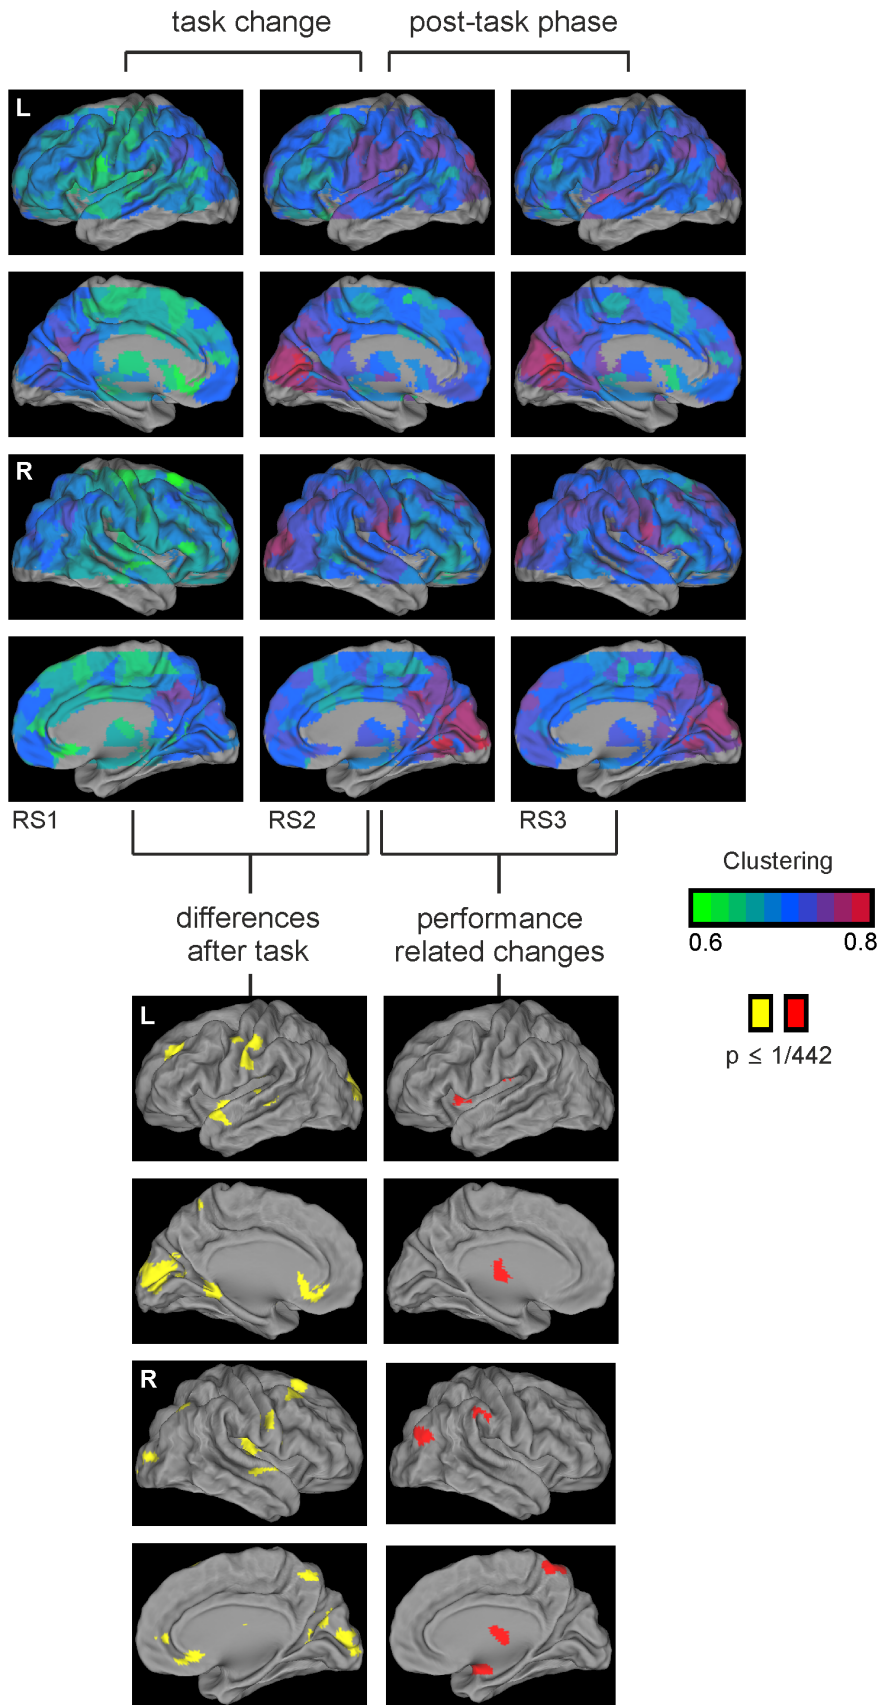 task change
post-task phase
L
R
RS1
RS2
RS3
Clustering
0.6
0.8
differences
after task
performance
related changes
p ≤ 1/442
L
R